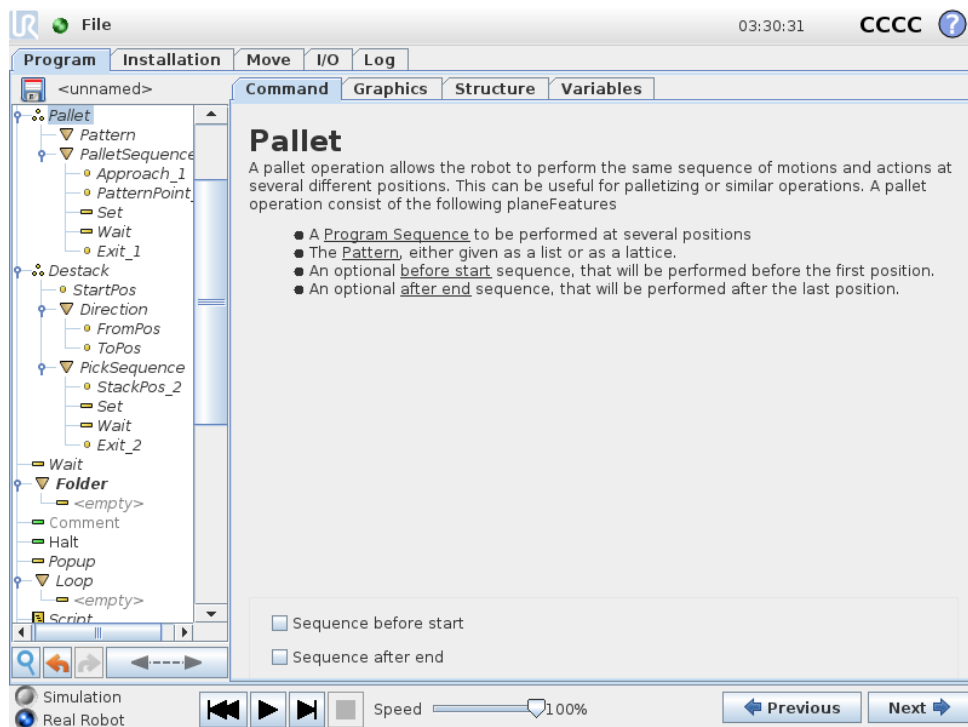 UR File 03:30:31 CCCC ?
Program Installation Move I/O Log
<unnamed>
Command Graphics Structure Variables
Pallet
Pattern
PalletSequence
Approach_1
PatternPoint_
Set
Wait
Exit_1
Destack
StartPos
Direction
FromPos
ToPos
PickSequence
StackPos_2
Set
Wait
Exit_2
Wait
Folder
<empty>
Comment
Halt
Popup
Loop
<empty>
Script
Pallet
A pallet operation allows the robot to perform the same sequence of motions and actions at
several different positions. This can be useful for palletizing or similar operations. A pallet
operation consist of the following planeFeatures
● A Program Sequence to be performed at several positions
● The Pattern, either given as a list or as a lattice.
● An optional before start sequence, that will be performed before the first position.
● An optional after end sequence, that will be performed after the last position.
Sequence before start
Sequence after end
Simulation
Real Robot
Speed 100%
Previous Next